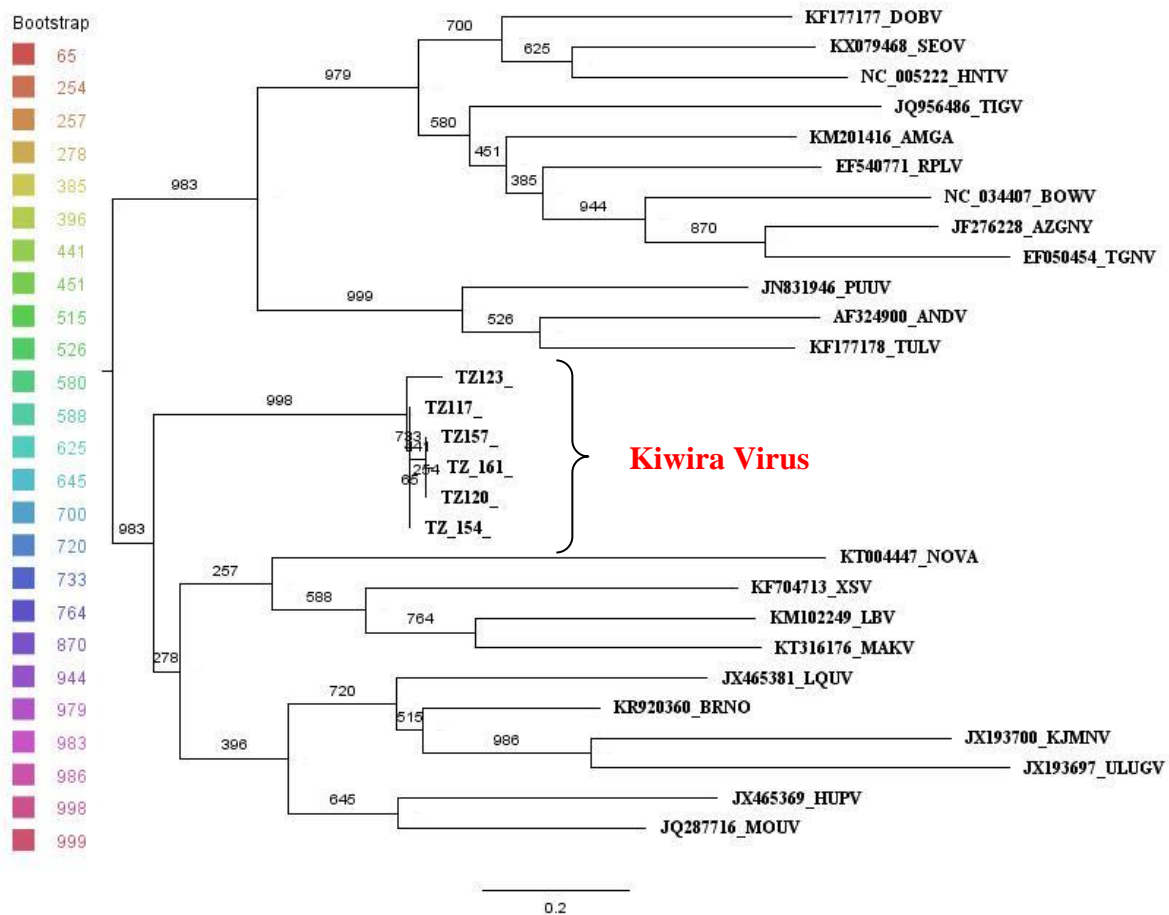 Bootstrap
65
254
257
278
385
396
441
451
515
526
580
588
625
645
700
720
733
764
870
944
979
983
986
998
999
KF177177_DOBV
700
KX079468_SEOV
625
NC_005222_HNTV
979
JQ956486_TIGV
580
KM201416_AMGA
451
EF540771_RPLV
385
983
NC_034407_BOWV
944
JF276228_AZGNY
870
EF050454_TGNV
JN831946_PUUV
999
AF324900_ANDV
526
KF177178_TULV
TZ123_
998
TZ117_
733
TZ157_
441
Kiwira Virus
TZ_161_
254
65
TZ120_
TZ_154_
983
KT004447_NOVA
257
KF704713_XSV
588
KM102249_LBV
764
KT316176_MAKV
278
JX465381_LQUV
720
KR920360_BRNO
515
JX193700_KJMNV
986
396
JX193697_ULUGV
JX465369_HUPV
645
JQ287716_MOUV
0.2